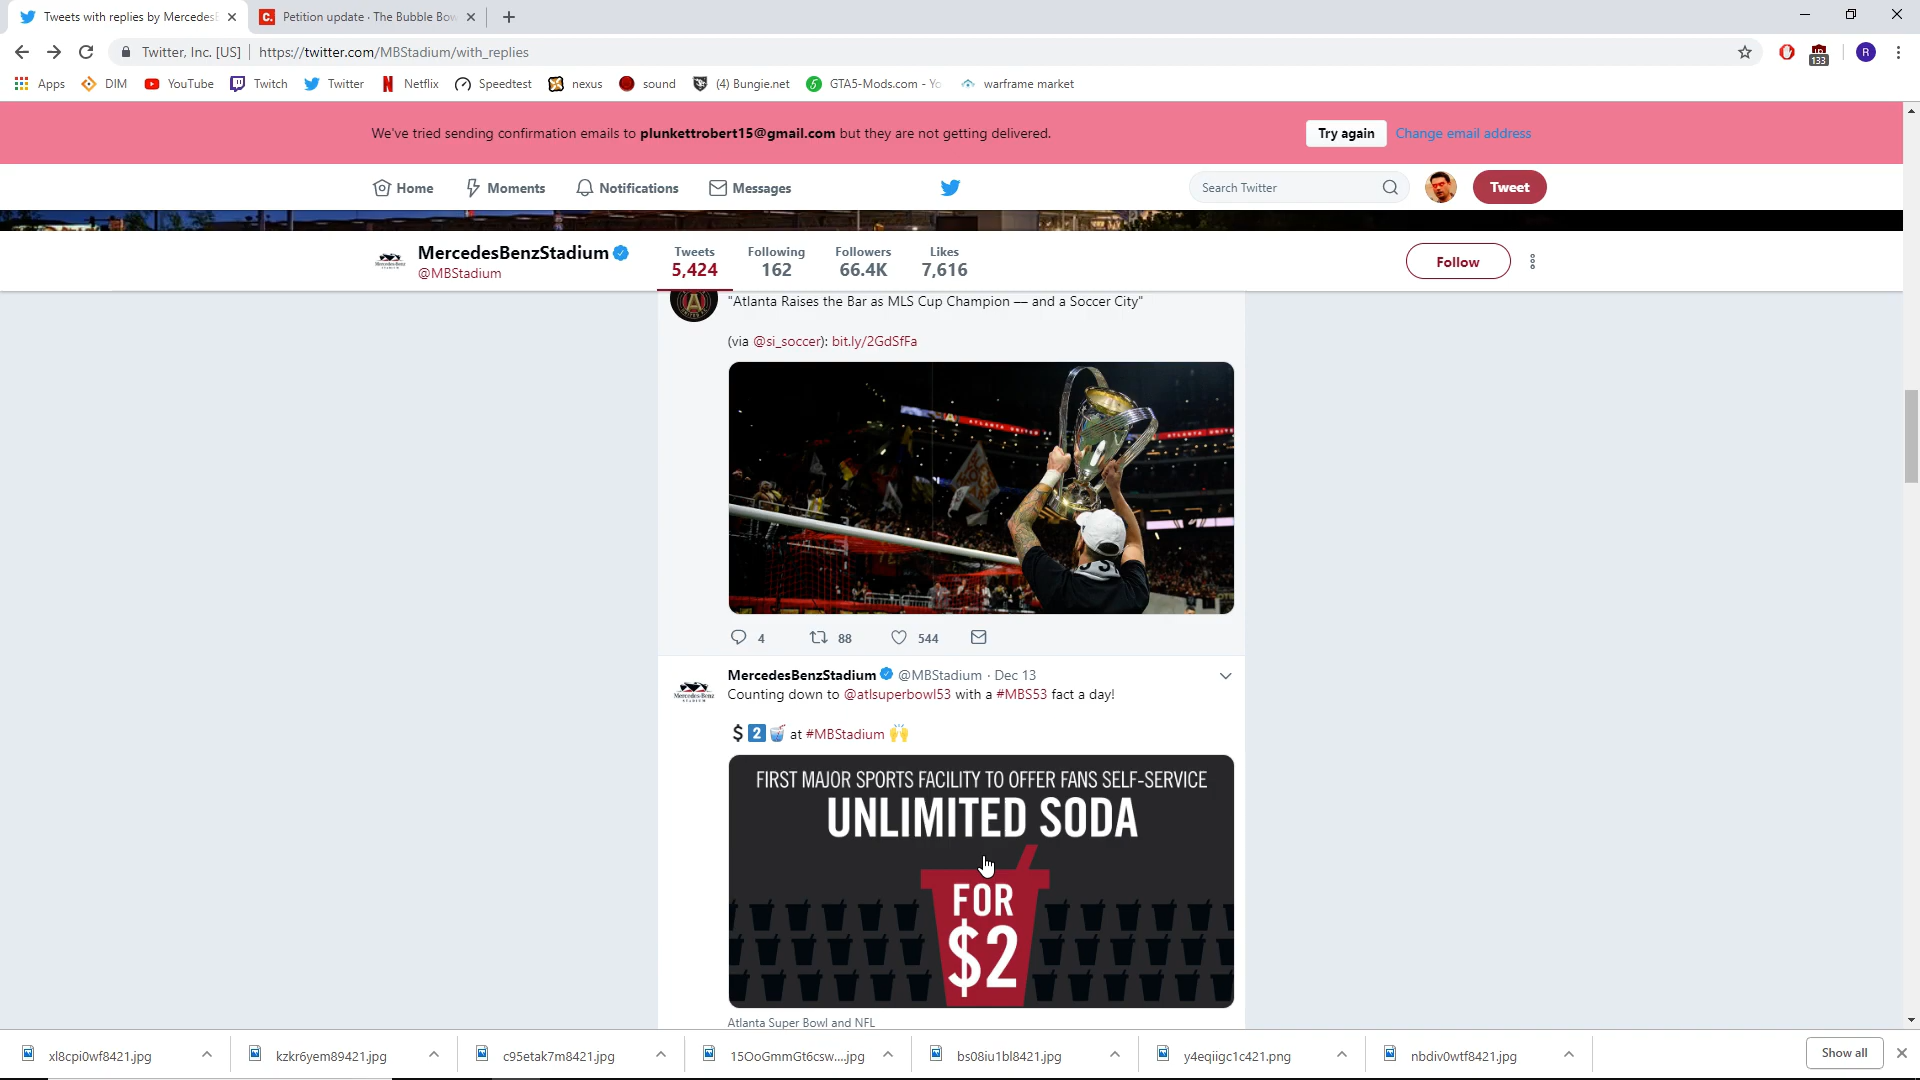 Tweets with replies by Mercedes
Petition update · The Bubble Bow
Twitter, Inc. [US] | https://twitter.com/MBStadium/with_replies
133
R
Apps DIM YouTube Twitch Twitter Netflix Speedtest nexus sound (4) Bungie.net GTA5-Mods.com - Yo warframe market
We've tried sending confirmation emails to plunkettrobert15@gmail.com but they are not getting delivered.
Try again Change email address
Home Moments Notifications Messages Search Twitter Tweet
MercedesBenzStadium
@MBStadium
Tweets Following Followers Likes
5,424 162 66.4K 7,616
Follow
"Atlanta Raises the Bar as MLS Cup Champion — and a Soccer City"
(via @si_soccer): bit.ly/2GdSfFa
ATLANTA UNITED
4 88 544
MercedesBenzStadium @MBStadium · Dec 13
Counting down to @atlsuperbowl53 with a #MBS53 fact a day!
$ 2 at #MBStadium
FIRST MAJOR SPORTS FACILITY TO OFFER FANS SELF-SERVICE
UNLIMITED SODA
FOR
$2
Atlanta Super Bowl and NFL
xl8cpi0wf8421.jpg kzkr6yem89421.jpg c95etak7m8421.jpg 15OoGmmGt6csw....jpg bs08iu1bl8421.jpg y4eqiigc1c421.png nbdiv0wtf8421.jpg Show all